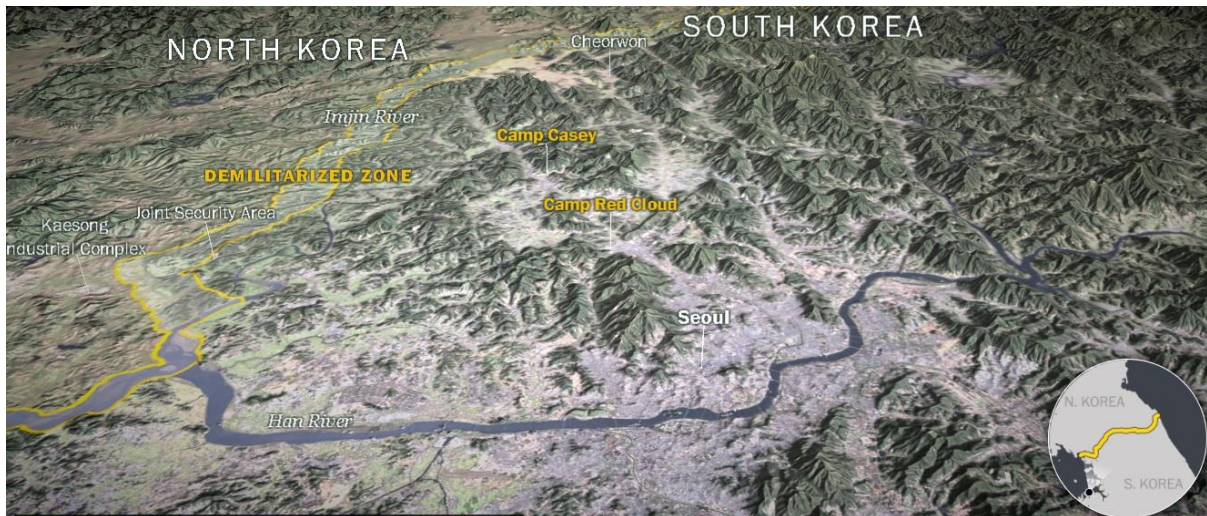 NORTH KOREA
SOUTH KOREA
Cheorwon
Imjin River
Camp Casey
DEMILITARIZED ZONE
Camp Red Cloud
Joint Security Area
Kaesong
Industrial Complex
Seoul
Han River
N. KOREA
S. KOREA